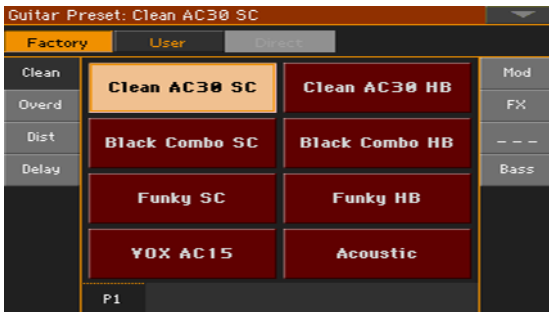 Guitar Preset: Clean AC30 SC
Factory User Direct
Clean
Overd
Dist
Delay
Clean AC30 SC
Clean AC30 HB
Black Combo SC
Black Combo HB
Funky SC
Funky HB
VOX AC15
Acoustic
Mod
FX
---
Bass
P1